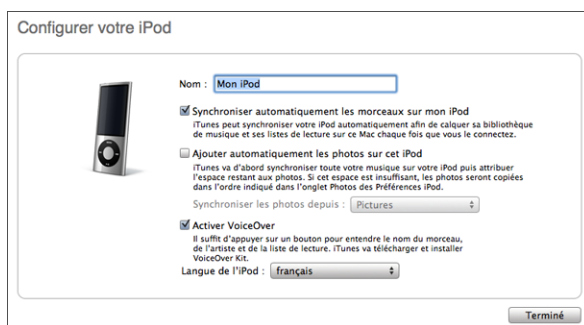 Configurer votre iPod
Nom : Mon iPod
Synchroniser automatiquement les morceaux sur mon iPod
iTunes peut synchroniser votre iPod automatiquement afin de calquer sa bibliothèque
de musique et ses listes de lecture sur ce Mac chaque fois que vous le connectez.
Ajouter automatiquement les photos sur cet iPod
iTunes va d'abord synchroniser toute votre musique sur votre iPod puis attribuer
l'espace restant aux photos. Si cet espace est insuffisant, les photos seront copiées
dans l'ordre indiqué dans l'onglet Photos des Préférences iPod.
Synchroniser les photos depuis : Pictures
Activer VoiceOver
Il suffit d'appuyer sur un bouton pour entendre le nom du morceau,
de l'artiste et de la liste de lecture. iTunes va télécharger et installer
VoiceOver Kit.
Langue de l'iPod : français
Terminé